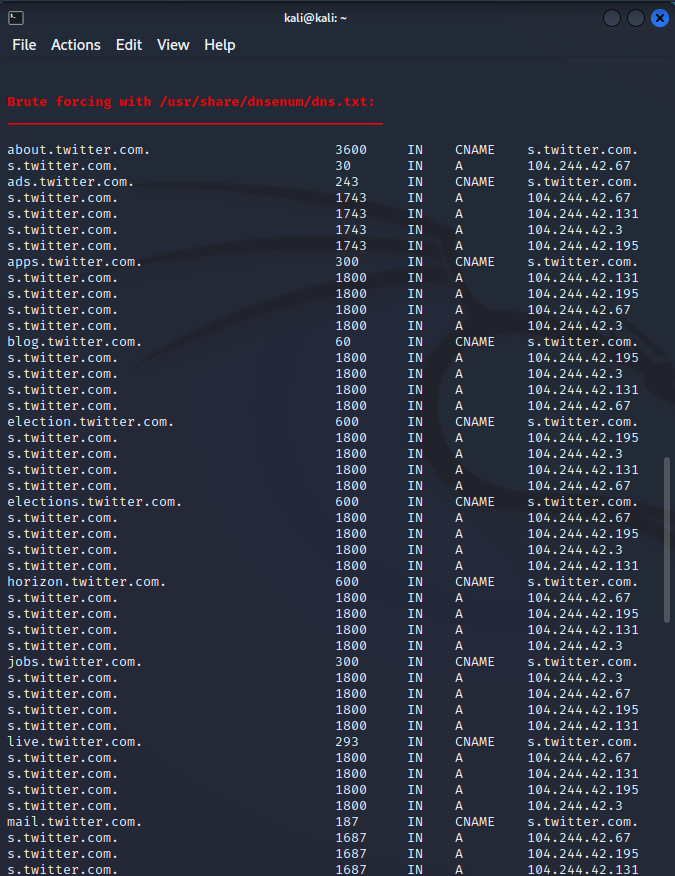 kali@kali: ~
File Actions Edit View Help
Brute forcing with /usr/share/dnsenum/dns.txt:
about.twitter.com. 3600 IN CNAME s.twitter.com.
s.twitter.com. 30 IN A 104.244.42.67
ads.twitter.com. 243 IN CNAME s.twitter.com.
s.twitter.com. 1743 IN A 104.244.42.67
s.twitter.com. 1743 IN A 104.244.42.131
s.twitter.com. 1743 IN A 104.244.42.3
s.twitter.com. 1743 IN A 104.244.42.195
apps.twitter.com. 300 IN CNAME s.twitter.com.
s.twitter.com. 1800 IN A 104.244.42.131
s.twitter.com. 1800 IN A 104.244.42.195
s.twitter.com. 1800 IN A 104.244.42.67
s.twitter.com. 1800 IN A 104.244.42.3
blog.twitter.com. 60 IN CNAME s.twitter.com.
s.twitter.com. 1800 IN A 104.244.42.195
s.twitter.com. 1800 IN A 104.244.42.3
s.twitter.com. 1800 IN A 104.244.42.131
s.twitter.com. 1800 IN A 104.244.42.67
election.twitter.com. 600 IN CNAME s.twitter.com.
s.twitter.com. 1800 IN A 104.244.42.195
s.twitter.com. 1800 IN A 104.244.42.3
s.twitter.com. 1800 IN A 104.244.42.131
s.twitter.com. 1800 IN A 104.244.42.67
elections.twitter.com. 600 IN CNAME s.twitter.com.
s.twitter.com. 1800 IN A 104.244.42.67
s.twitter.com. 1800 IN A 104.244.42.195
s.twitter.com. 1800 IN A 104.244.42.3
s.twitter.com. 1800 IN A 104.244.42.131
horizon.twitter.com. 600 IN CNAME s.twitter.com.
s.twitter.com. 1800 IN A 104.244.42.67
s.twitter.com. 1800 IN A 104.244.42.195
s.twitter.com. 1800 IN A 104.244.42.131
s.twitter.com. 1800 IN A 104.244.42.3
jobs.twitter.com. 300 IN CNAME s.twitter.com.
s.twitter.com. 1800 IN A 104.244.42.3
s.twitter.com. 1800 IN A 104.244.42.67
s.twitter.com. 1800 IN A 104.244.42.195
s.twitter.com. 1800 IN A 104.244.42.131
live.twitter.com. 293 IN CNAME s.twitter.com.
s.twitter.com. 1800 IN A 104.244.42.67
s.twitter.com. 1800 IN A 104.244.42.131
s.twitter.com. 1800 IN A 104.244.42.195
s.twitter.com. 1800 IN A 104.244.42.3
mail.twitter.com. 187 IN CNAME s.twitter.com.
s.twitter.com. 1687 IN A 104.244.42.67
s.twitter.com. 1687 IN A 104.244.42.195
s.twitter.com. 1687 IN A 104.244.42.131